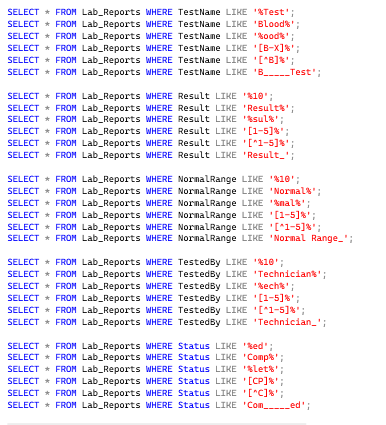 SELECT * FROM Lab_Reports WHERE TestName LIKE '%Test';
SELECT * FROM Lab_Reports WHERE TestName LIKE 'Blood%';
SELECT * FROM Lab_Reports WHERE TestName LIKE '%ood%';
SELECT * FROM Lab_Reports WHERE TestName LIKE '[B-X]%';
SELECT * FROM Lab_Reports WHERE TestName LIKE '[^B]%';
SELECT * FROM Lab_Reports WHERE TestName LIKE 'B_____Test';
SELECT * FROM Lab_Reports WHERE Result LIKE '%10';
SELECT * FROM Lab_Reports WHERE Result LIKE 'Result%';
SELECT * FROM Lab_Reports WHERE Result LIKE '%sul%';
SELECT * FROM Lab_Reports WHERE Result LIKE '[1-5]%';
SELECT * FROM Lab_Reports WHERE Result LIKE '[^1-5]%';
SELECT * FROM Lab_Reports WHERE Result LIKE 'Result_';
SELECT * FROM Lab_Reports WHERE NormalRange LIKE '%10';
SELECT * FROM Lab_Reports WHERE NormalRange LIKE 'Normal%';
SELECT * FROM Lab_Reports WHERE NormalRange LIKE '%mal%';
SELECT * FROM Lab_Reports WHERE NormalRange LIKE '[1-5]%';
SELECT * FROM Lab_Reports WHERE NormalRange LIKE '[^1-5]%';
SELECT * FROM Lab_Reports WHERE NormalRange LIKE 'Normal Range_';
SELECT * FROM Lab_Reports WHERE TestedBy LIKE '%10';
SELECT * FROM Lab_Reports WHERE TestedBy LIKE 'Technician%';
SELECT * FROM Lab_Reports WHERE TestedBy LIKE '%ech%';
SELECT * FROM Lab_Reports WHERE TestedBy LIKE '[1-5]%';
SELECT * FROM Lab_Reports WHERE TestedBy LIKE '[^1-5]%';
SELECT * FROM Lab_Reports WHERE TestedBy LIKE 'Technician_';
SELECT * FROM Lab_Reports WHERE Status LIKE '%ed';
SELECT * FROM Lab_Reports WHERE Status LIKE 'Comp%';
SELECT * FROM Lab_Reports WHERE Status LIKE '%let%';
SELECT * FROM Lab_Reports WHERE Status LIKE '[CP]%';
SELECT * FROM Lab_Reports WHERE Status LIKE '[^C]%';
SELECT * FROM Lab_Reports WHERE Status LIKE 'Com_____ed';